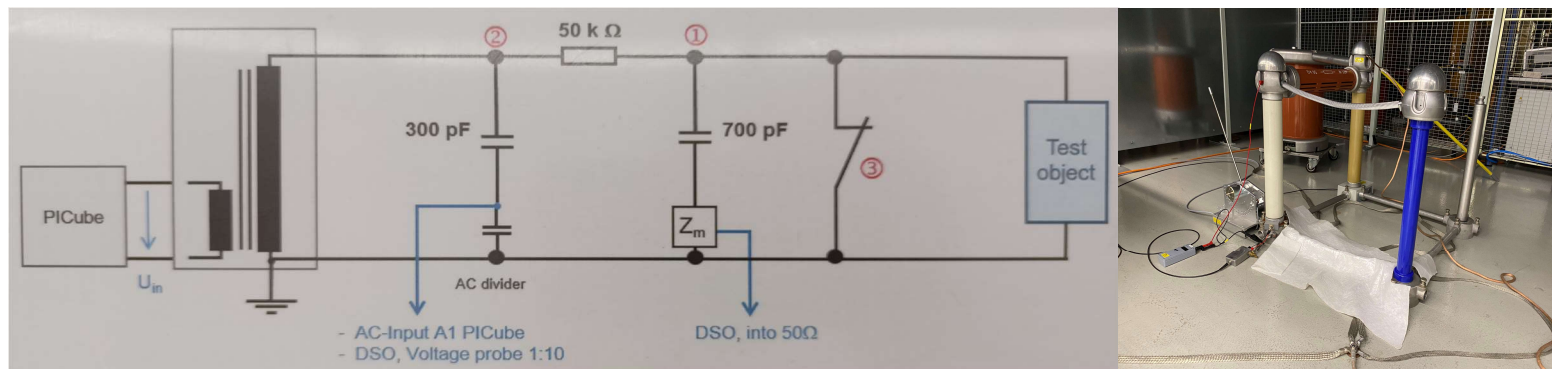 ② 50 k Ω ①
300 pF
700 pF
③
Test
object
PICube
Zm
Uin
AC divider
- AC-Input A1 PICube
- DSO, Voltage probe 1:10
DSO, into 50Ω